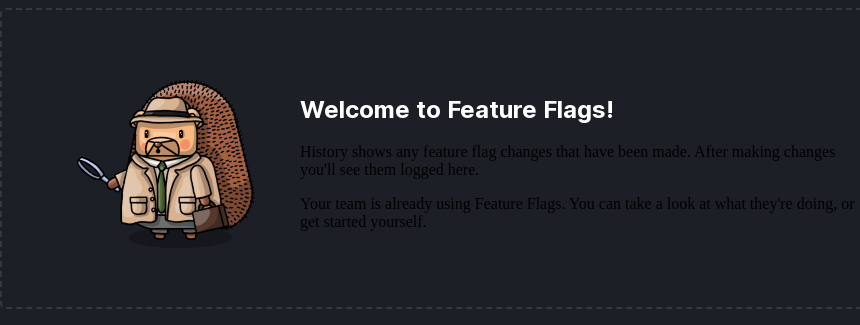 Welcome to Feature Flags!
History shows any feature flag changes that have been made. After making changes
you'll see them logged here.
Your team is already using Feature Flags. You can take a look at what they're doing, or
get started yourself.